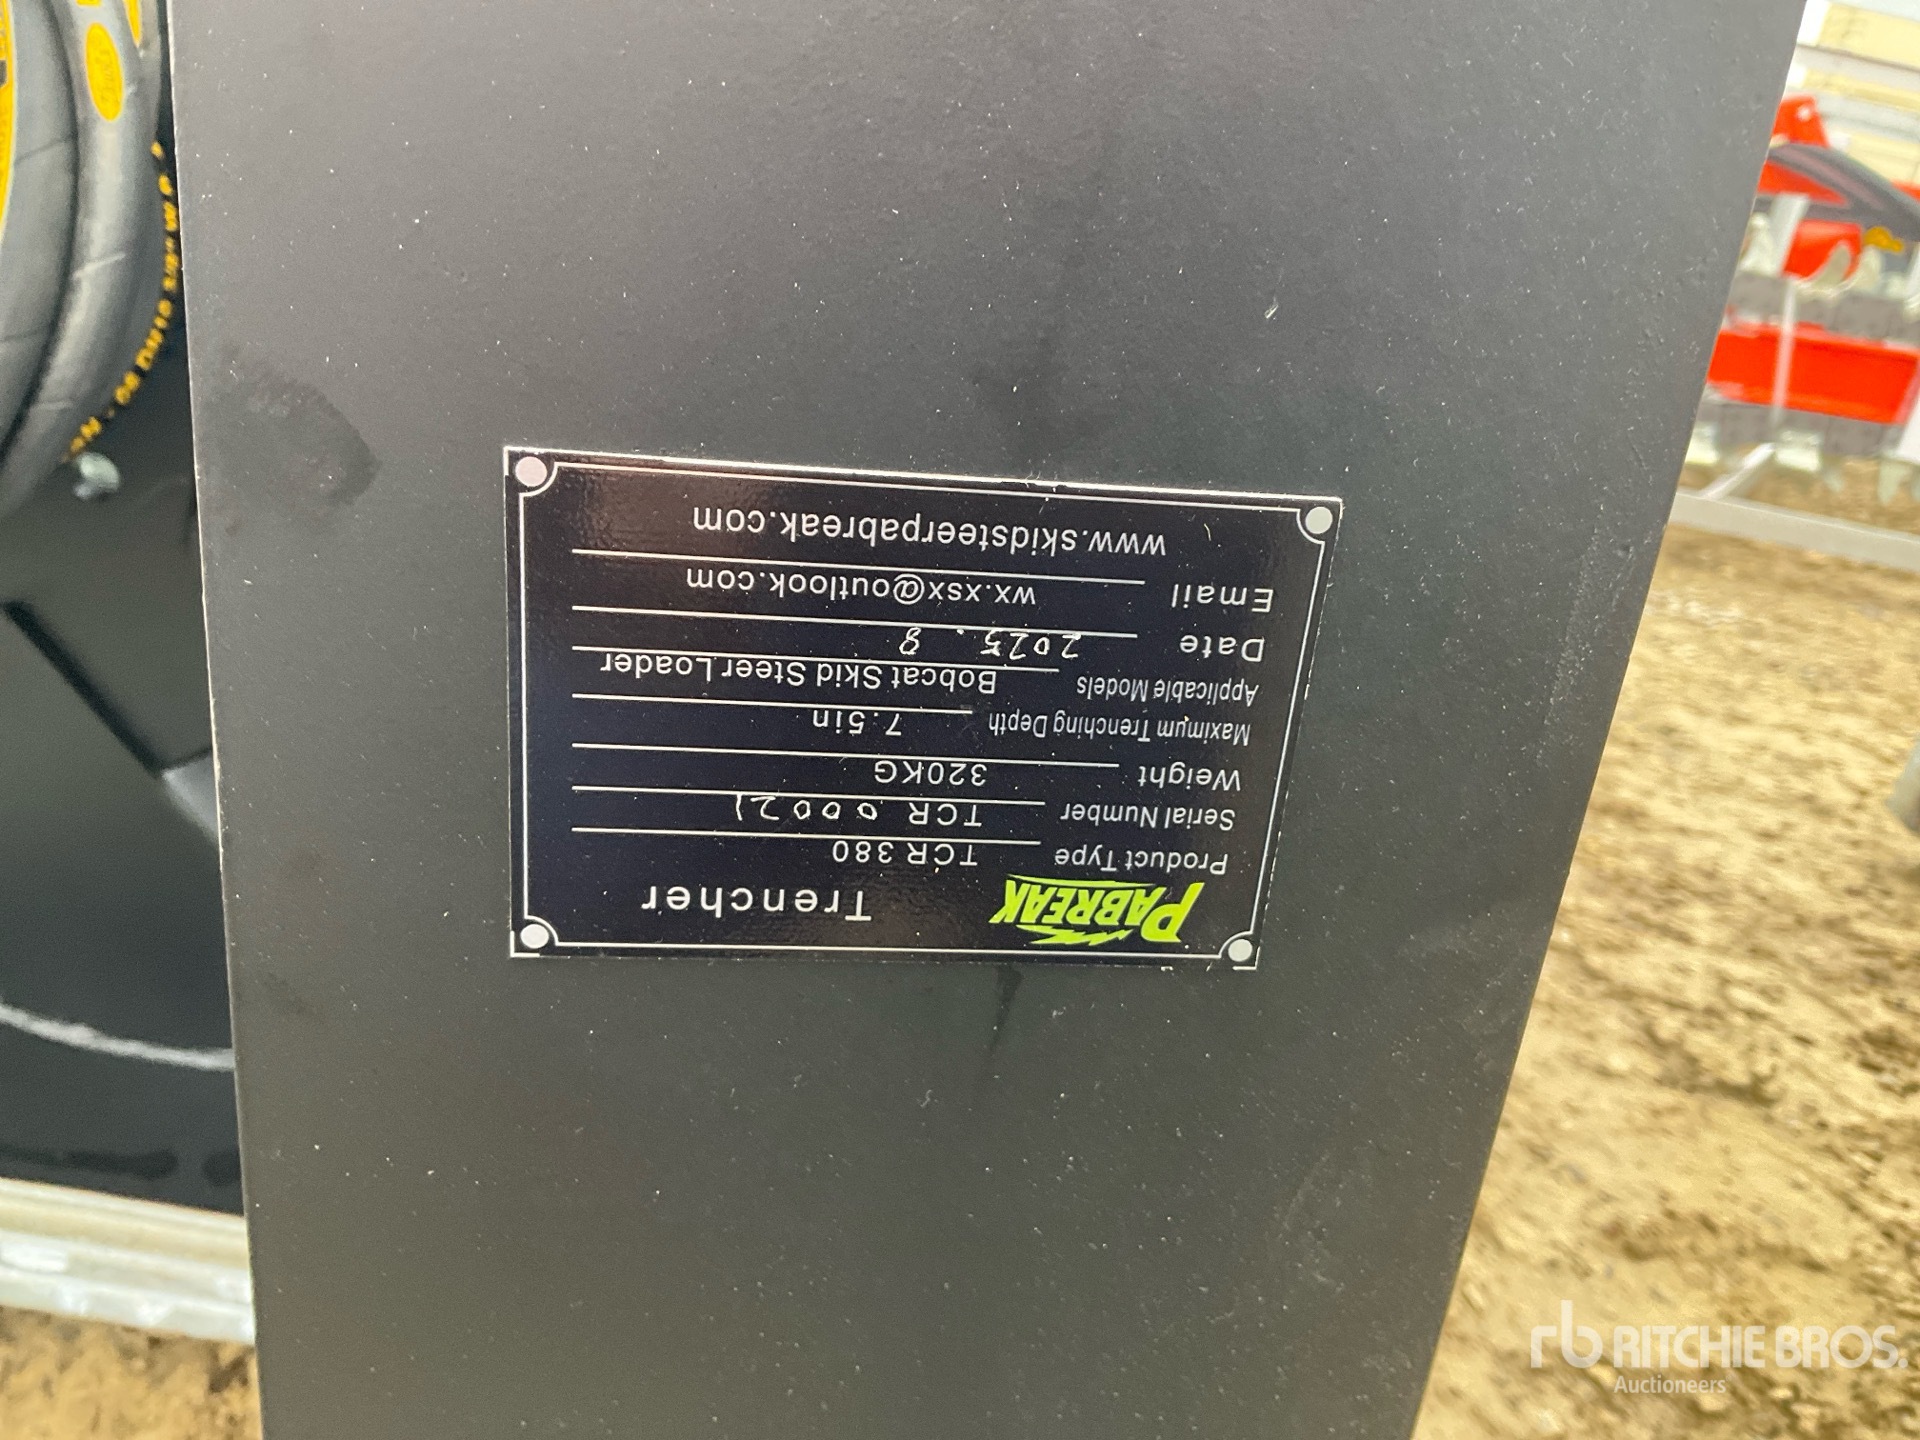 PABREAK Trencher
Product Type TCR 380
Serial Number TCR 00021
Weight 320KG
Maximum Trenching Depth 7.5in
Applicable Models Bobcat Skid Steer Loader
Date 2025.8
Email wx.xsx@outlook.com
www.skidsteerpabreak.com
rb RITCHIE BROS.
Auctioneers